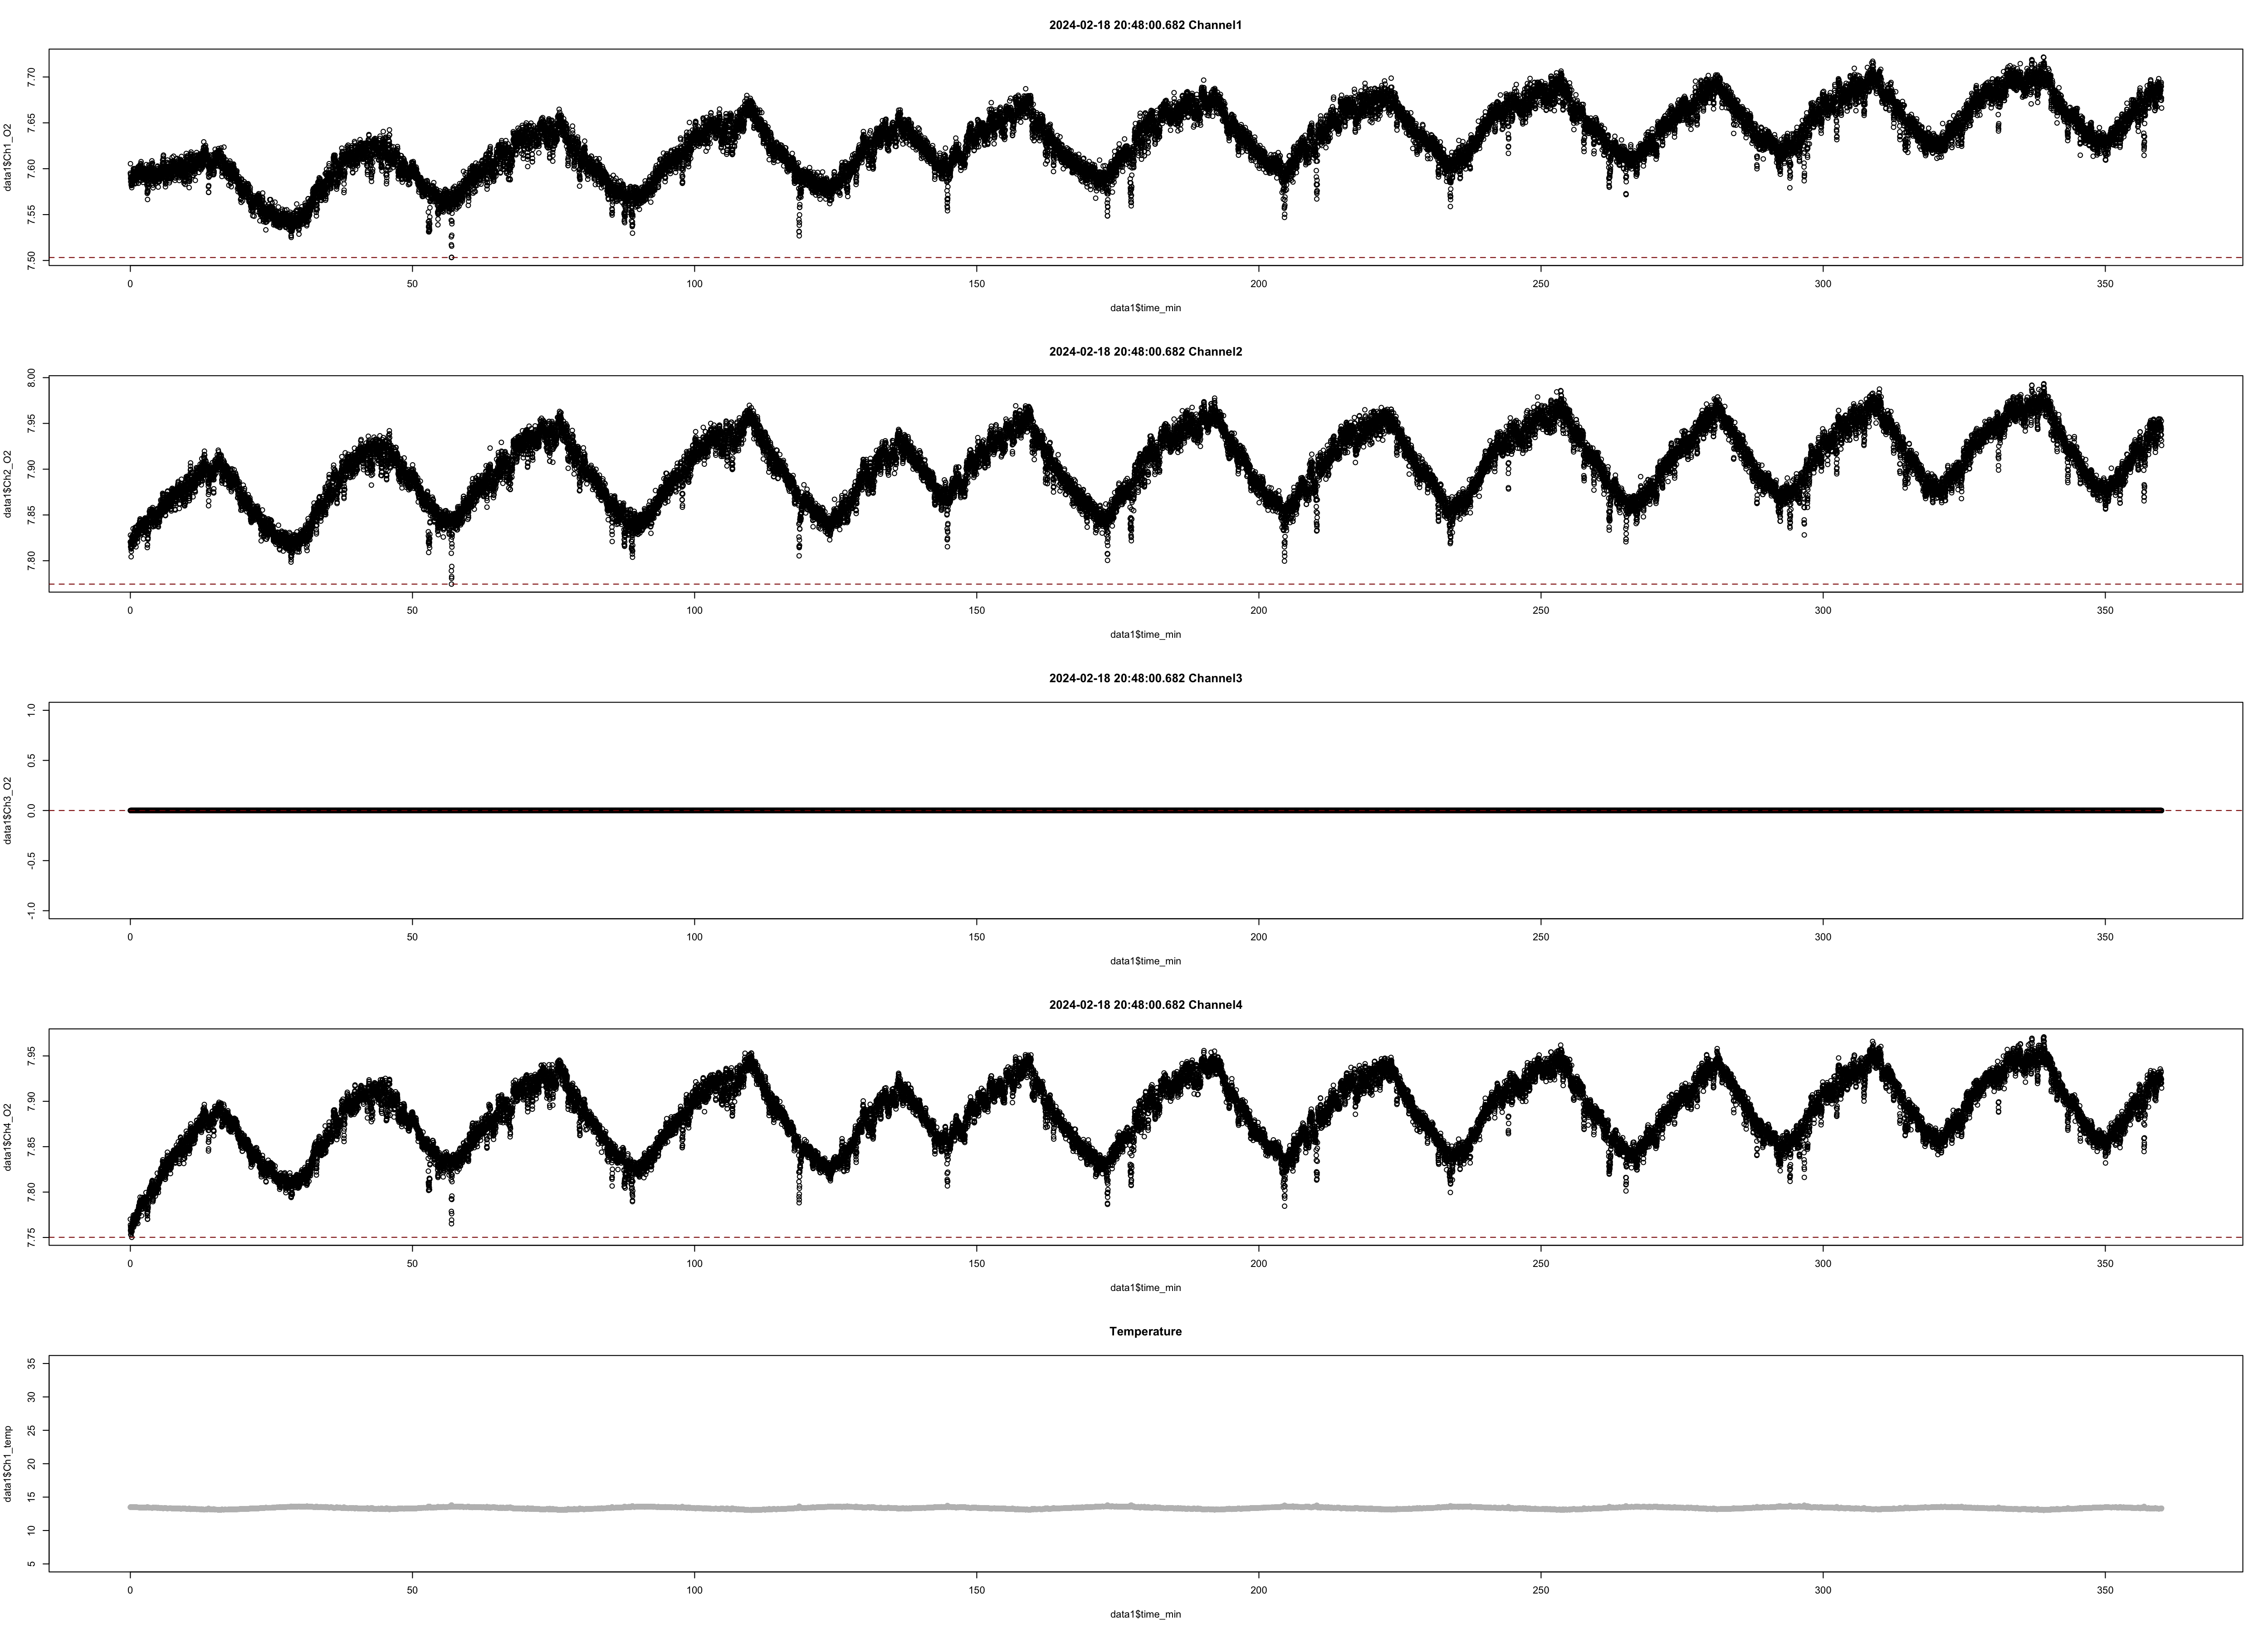 2024-02-18 20:48:00.682 Channel1
data1$Ch1_O2
7.50 7.55 7.60 7.65 7.70
0 50 100 150 200 250 300 350
data1$time_min
2024-02-18 20:48:00.682 Channel2
data1$Ch2_O2
7.80 7.85 7.90 7.95 8.00
0 50 100 150 200 250 300 350
data1$time_min
2024-02-18 20:48:00.682 Channel3
data1$Ch3_O2
-1.0 -0.5 0.0 0.5 1.0
0 50 100 150 200 250 300 350
data1$time_min
2024-02-18 20:48:00.682 Channel4
data1$Ch4_O2
7.75 7.80 7.85 7.90 7.95
0 50 100 150 200 250 300 350
data1$time_min
Temperature
data1$Ch1_temp
5 10 15 20 25 30 35
0 50 100 150 200 250 300 350
data1$time_min